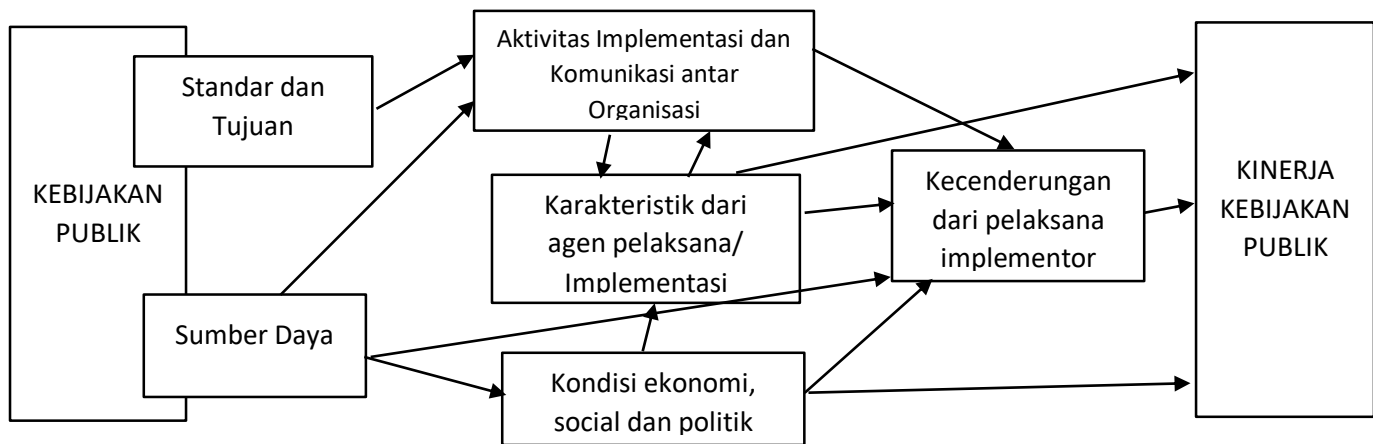 KEBIJAKAN
PUBLIK
Standar dan
Tujuan
Sumber Daya
Aktivitas Implementasi dan
Komunikasi antar
Organisasi
Karakteristik dari
agen pelaksana/
Implementasi
Kondisi ekonomi,
social dan politik
Kecenderungan
dari pelaksana
implementor
KINERJA
KEBIJAKAN
PUBLIK